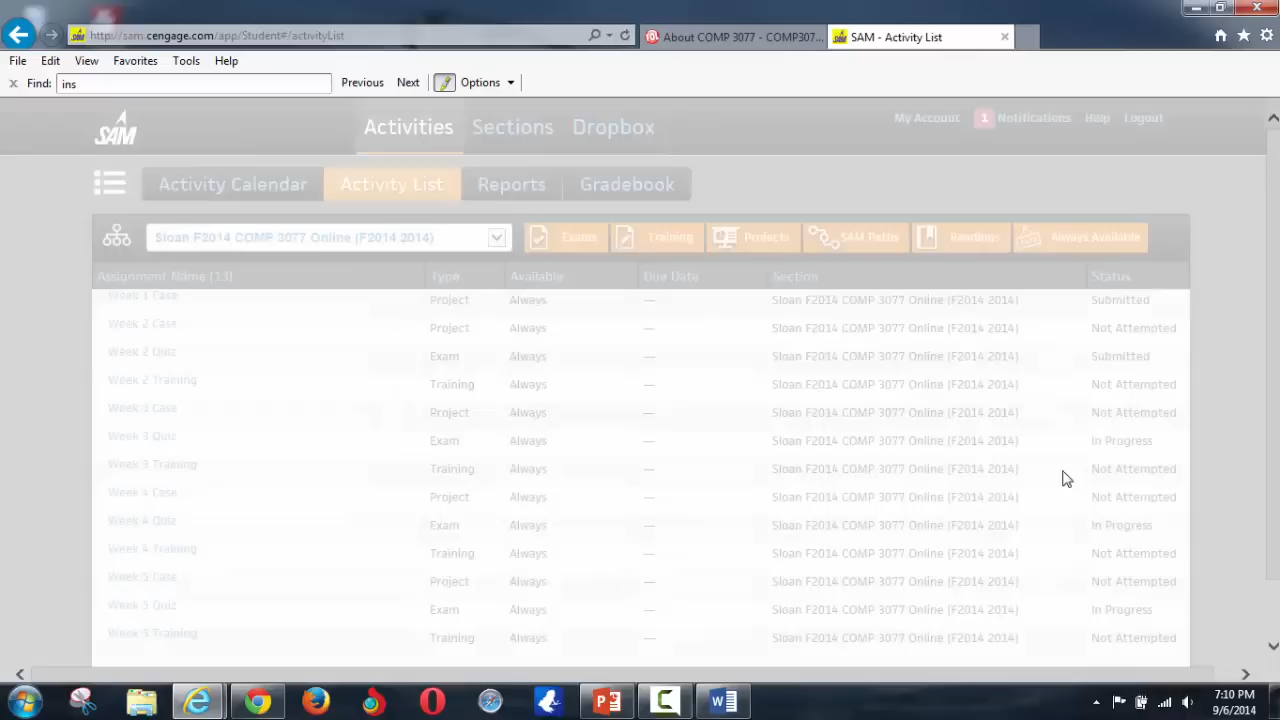 http://sam.cengage.com/app/Student#/activityList
About COMP 3077 - COMP307...
SAM - Activity List
File Edit View Favorites Tools Help
Find: ins Previous Next Options
SAM
Activities Sections Dropbox
My Account 1 Notifications Help Logout
Activity Calendar Activity List Reports Gradebook
Sloan F2014 COMP 3077 Online (F2014 2014) Exams Training Projects SAM Paths Readings Always Available
Assignment Name (13) Type Available Due Date Section Status
Week 1 Case Project Always — Sloan F2014 COMP 3077 Online (F2014 2014) Submitted
Week 2 Case Project Always — Sloan F2014 COMP 3077 Online (F2014 2014) Not Attempted
Week 2 Quiz Exam Always — Sloan F2014 COMP 3077 Online (F2014 2014) Submitted
Week 2 Training Training Always — Sloan F2014 COMP 3077 Online (F2014 2014) Not Attempted
Week 3 Case Project Always — Sloan F2014 COMP 3077 Online (F2014 2014) Not Attempted
Week 3 Quiz Exam Always — Sloan F2014 COMP 3077 Online (F2014 2014) In Progress
Week 3 Training Training Always — Sloan F2014 COMP 3077 Online (F2014 2014) Not Attempted
Week 4 Case Project Always — Sloan F2014 COMP 3077 Online (F2014 2014) Not Attempted
Week 4 Quiz Exam Always — Sloan F2014 COMP 3077 Online (F2014 2014) In Progress
Week 4 Training Training Always — Sloan F2014 COMP 3077 Online (F2014 2014) Not Attempted
Week 5 Case Project Always — Sloan F2014 COMP 3077 Online (F2014 2014) Not Attempted
Week 5 Quiz Exam Always — Sloan F2014 COMP 3077 Online (F2014 2014) In Progress
Week 5 Training Training Always — Sloan F2014 COMP 3077 Online (F2014 2014) Not Attempted
7:10 PM
9/6/2014